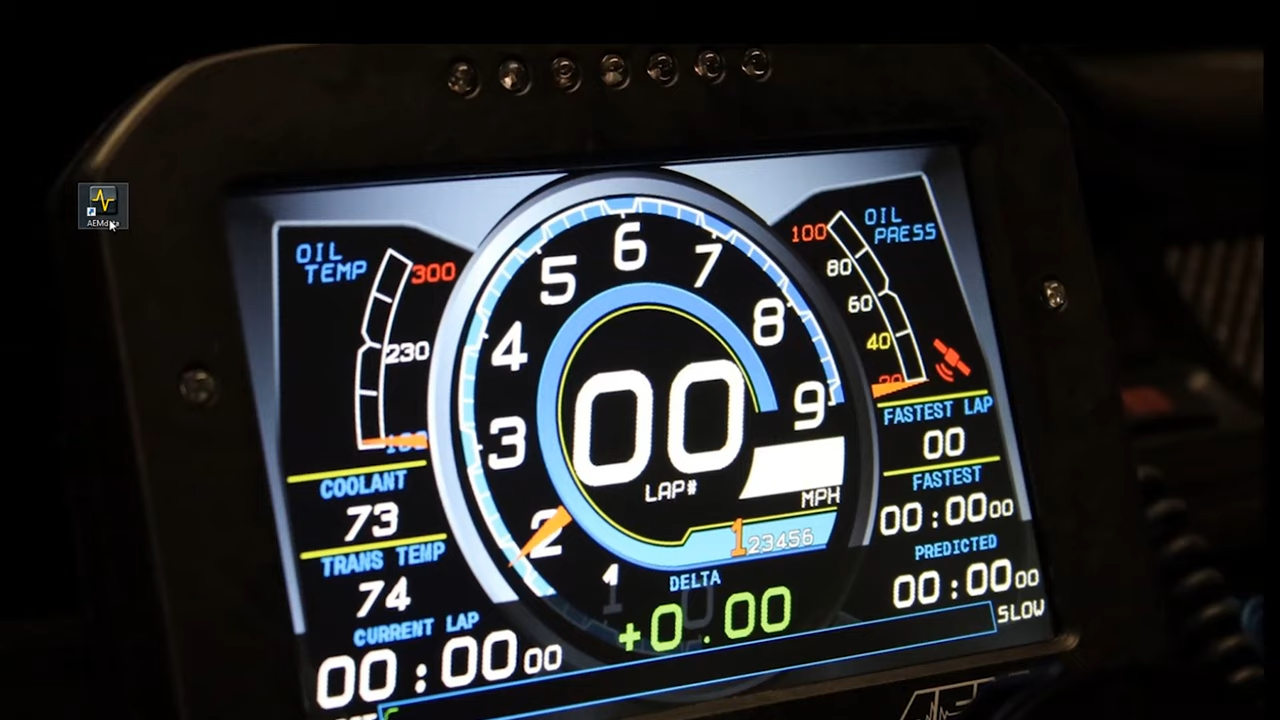 AEMdata
OIL
TEMP
300
230
OIL
PRESS
100
80
60
40
1
2
3
4
5
6
7
8
9
00
LAP#
MPH
123456
COOLANT
73
TRANS TEMP
74
CURRENT LAP
00:0000
DELTA
+0.00
FASTEST LAP
00
FASTEST
00:0000
PREDICTED
00:0000
SLOW